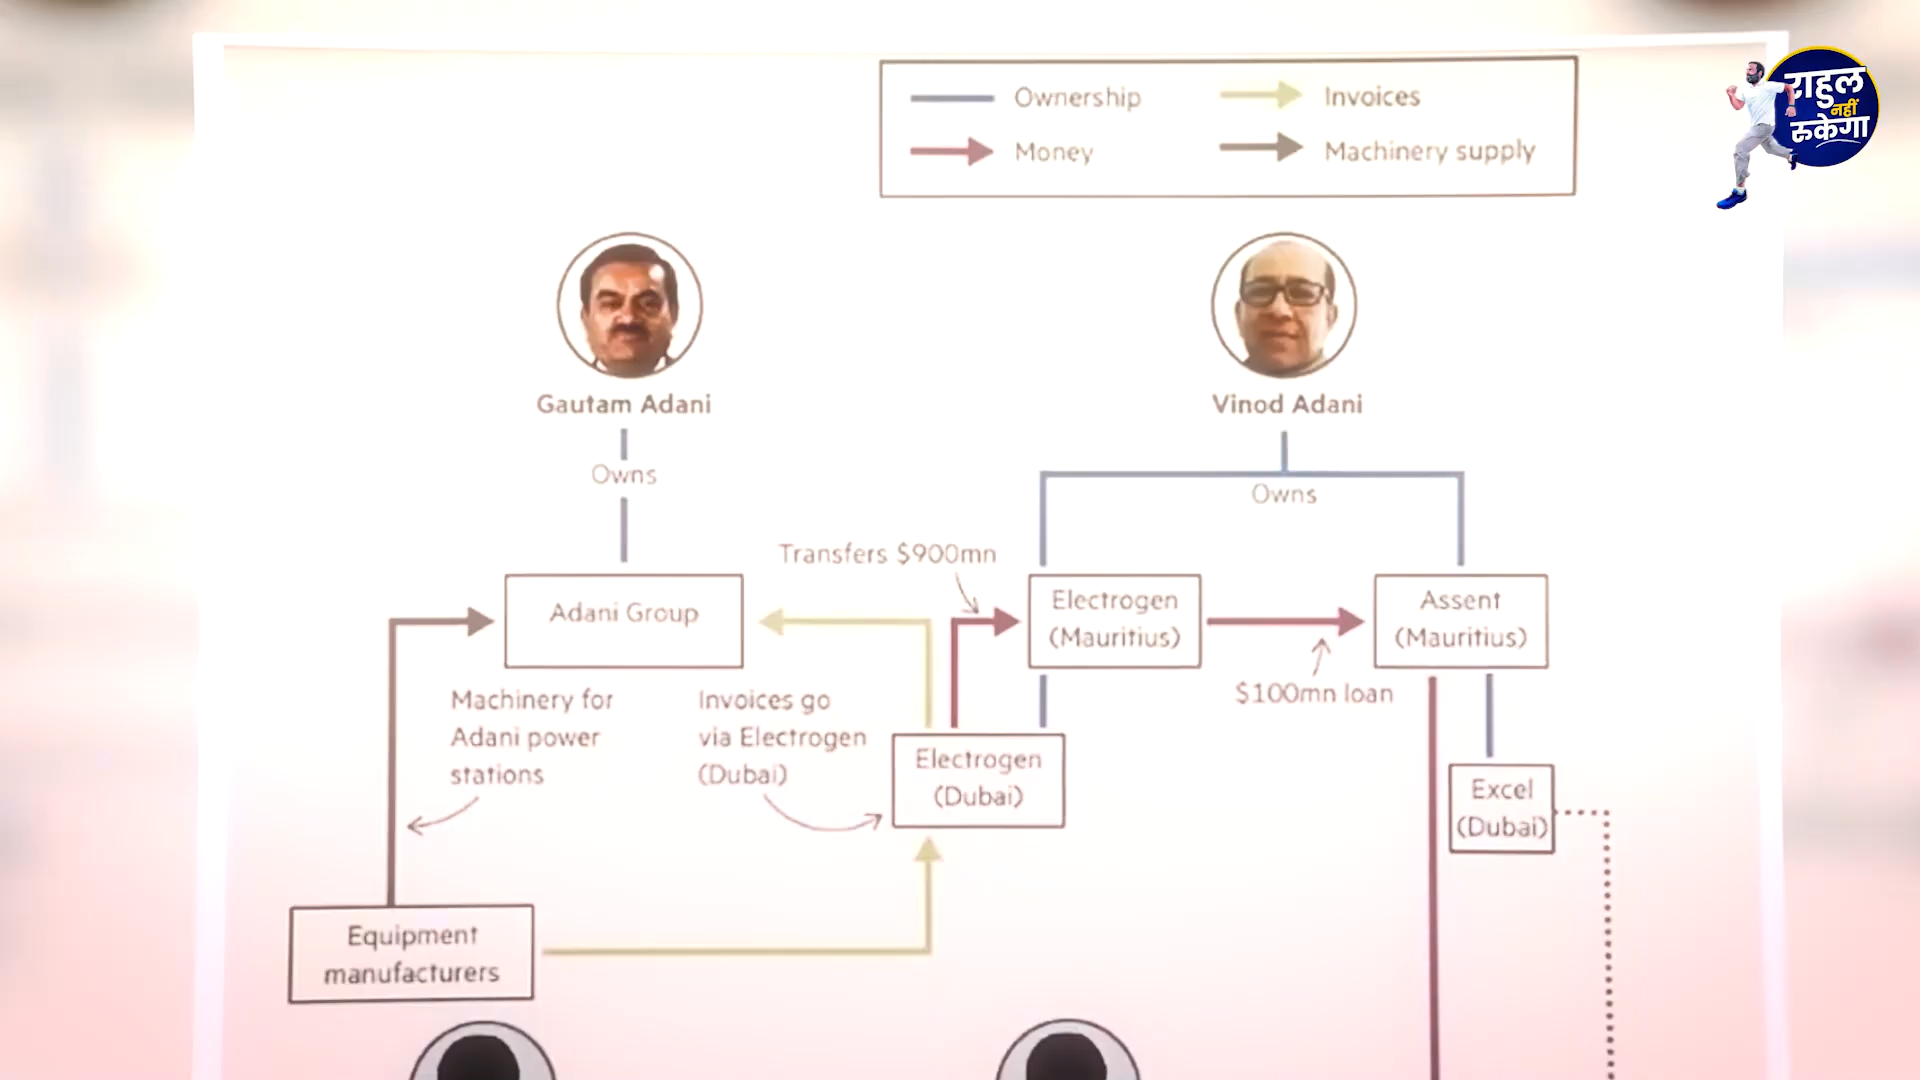 Ownership
Invoices
Money
Machinery supply
राहुल
नहीं
रुकेगा
Gautam Adani
Vinod Adani
Owns
Owns
Transfers $900mn
Adani Group
Electrogen
(Mauritius)
Assent
(Mauritius)
$100mn loan
Machinery for
Adani power
stations
Invoices go
via Electrogen
(Dubai)
Electrogen
(Dubai)
Excel
(Dubai)
Equipment
manufacturers